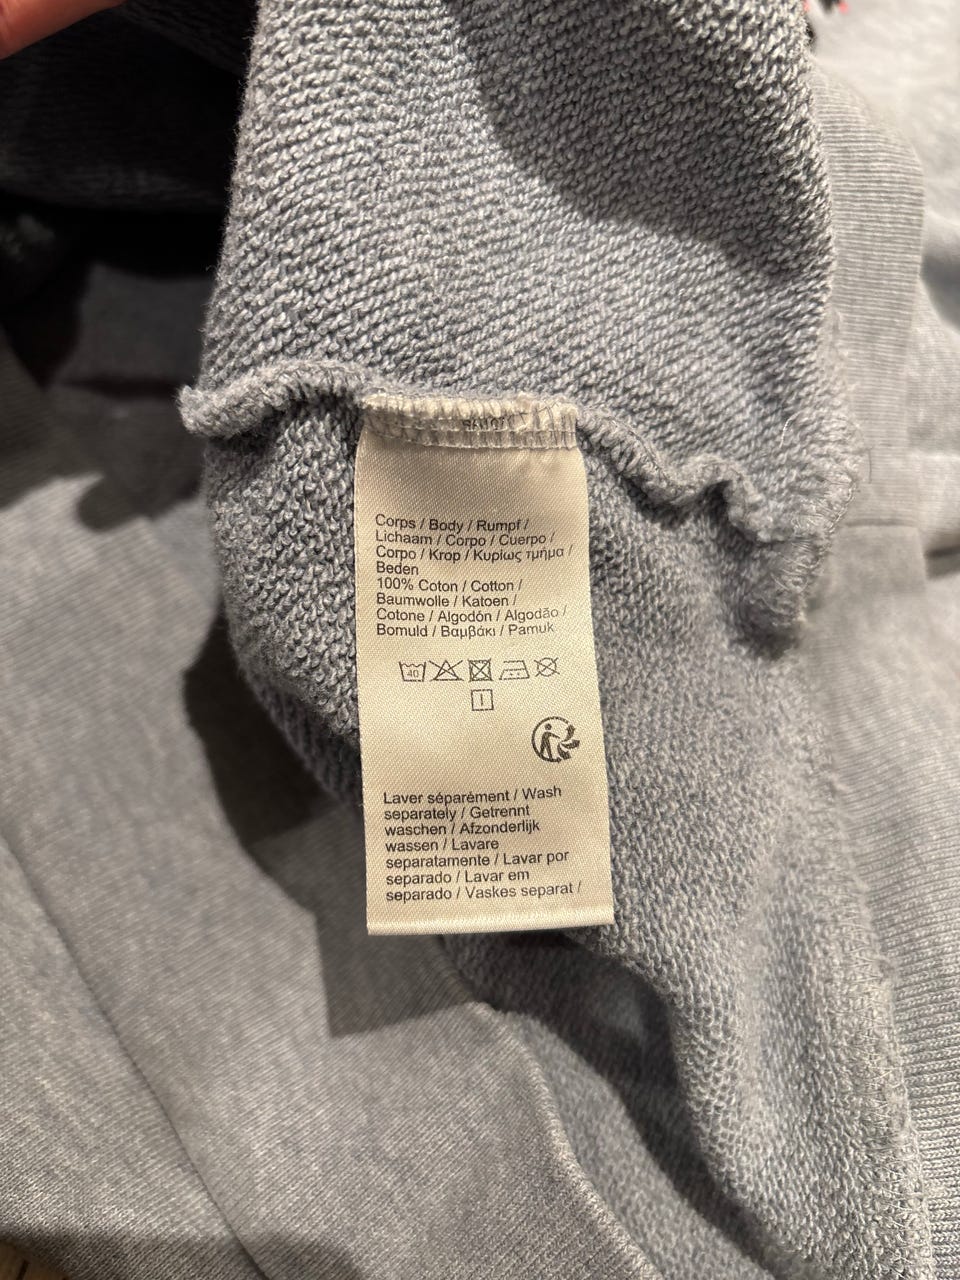 Corps / Body / Rumpf /
Lichaam / Corpo / Cuerpo /
Corpo / Krop / Κυρίως τμήμα /
Beden
100% Coton / Cotton /
Baumwolle / Katoen /
Cotone / Algodón / Algodão /
Bomuld / Βαμβάκι / Pamuk
40
Laver séparément / Wash
separately / Getrennt
waschen / Afzonderlijk
wassen / Lavare
separatamente / Lavar por
separado / Lavar em
separado / Vaskes separat /